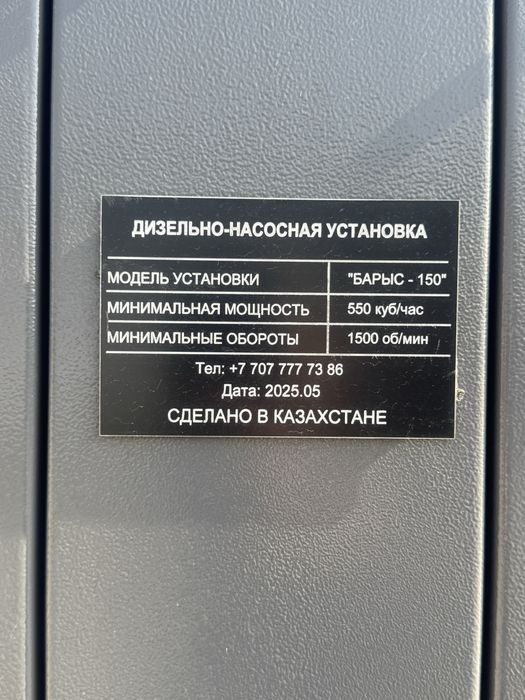 ДИЗЕЛЬНО-НАСОСНАЯ УСТАНОВКА
МОДЕЛЬ УСТАНОВКИ "БАРЫС - 150"
МИНИМАЛЬНАЯ МОЩНОСТЬ 550 куб/час
МИНИМАЛЬНЫЕ ОБОРОТЫ 1500 об/мин
Тел: +7 707 777 73 86
Дата: 2025.05
СДЕЛАНО В КАЗАХСТАНЕ